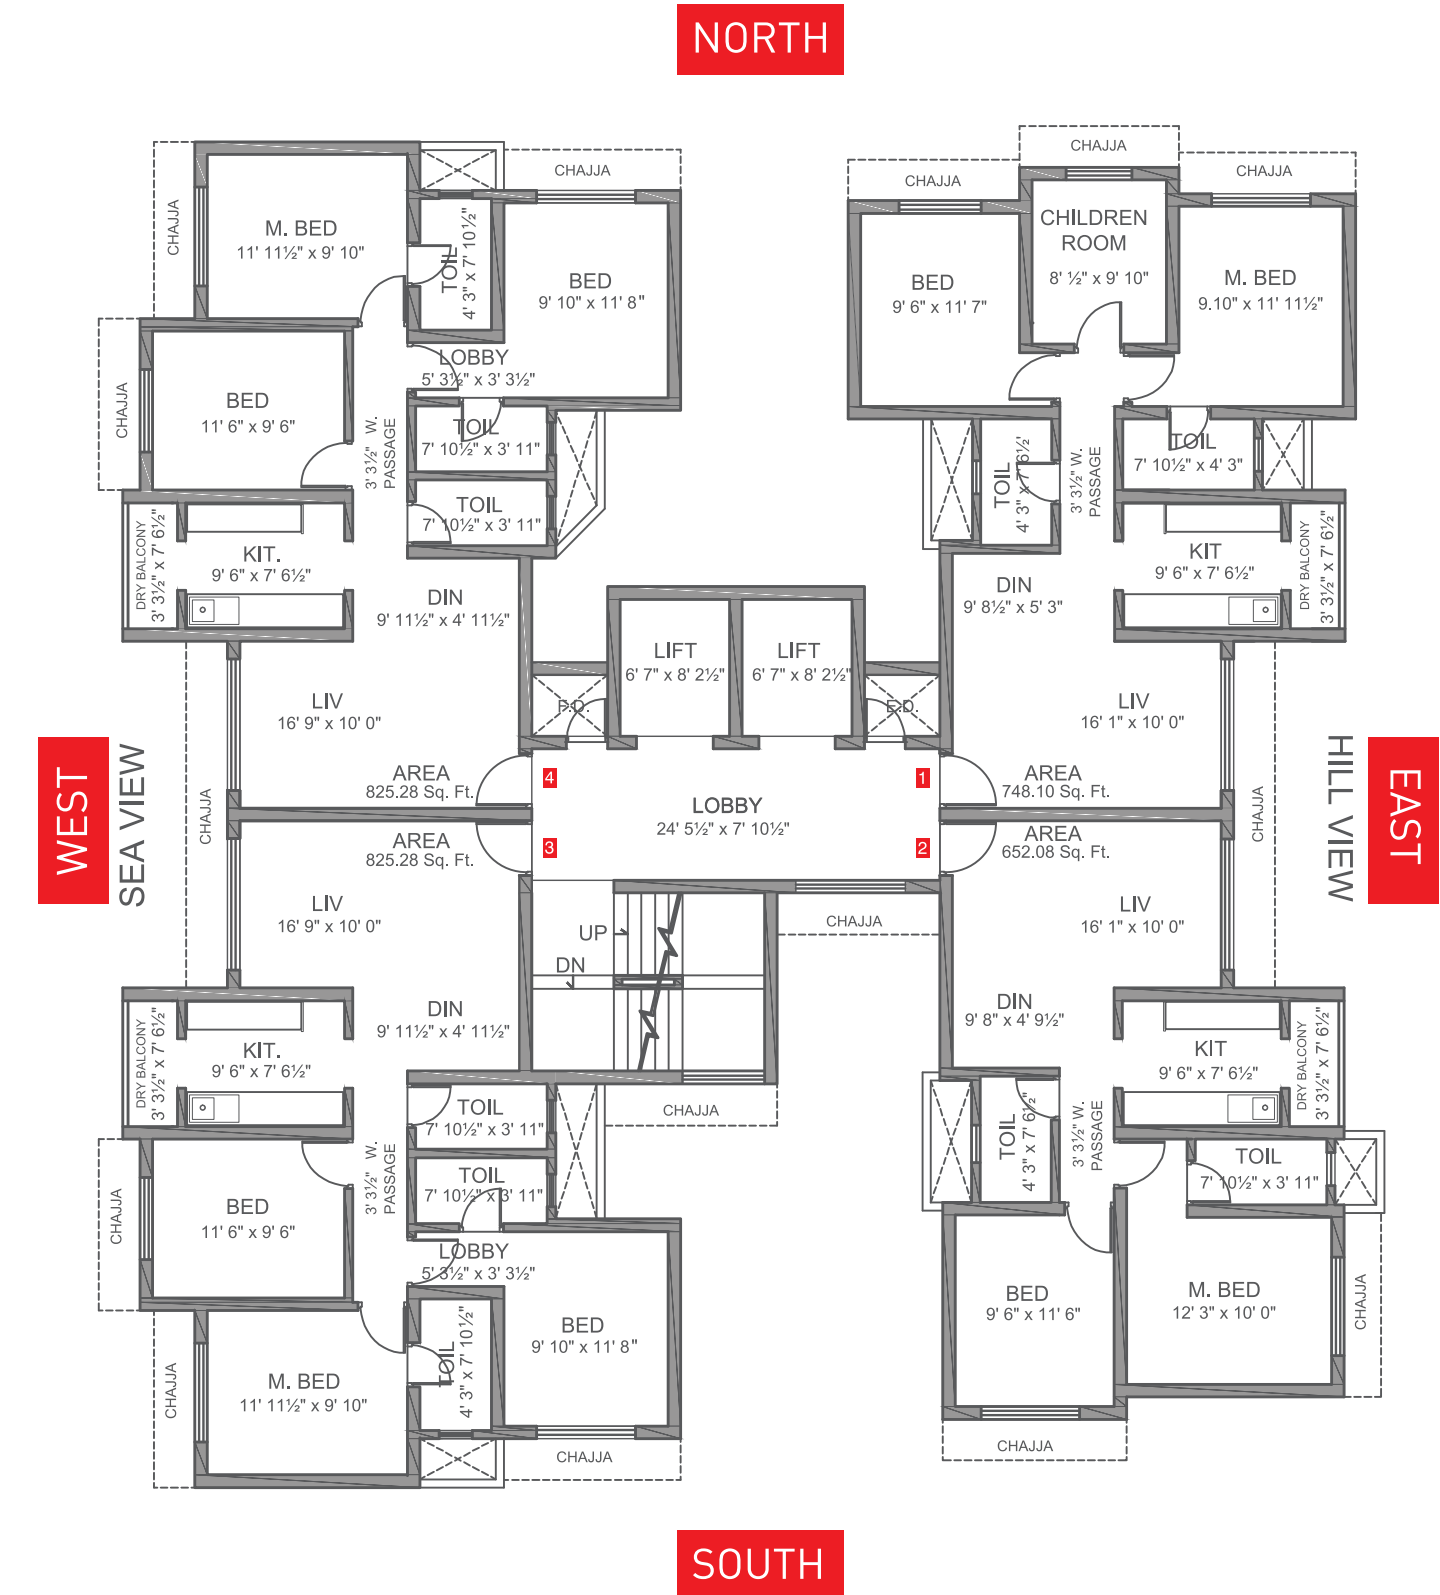 NORTH
CHAJJA
M. BED
11' 11½" x 9' 10"
TOIL
4' 3" x 7' 10½"
CHAJJA
BED
9' 10" x 11' 8"
CHAJJA
BED
11' 6" x 9' 6"
LOBBY
5' 3½" x 3' 3½"
3' 3½" W.
PASSAGE
TOIL
7' 10½" x 3' 11"
TOIL
7' 10½" x 3' 11"
DRY BALCONY
3' 3½" x 7' 6½"
KIT.
9' 6" x 7' 6½"
DIN
9' 11½" x 4' 11½"
LIV
16' 9" x 10' 0"
AREA
825.28 Sq. Ft.
4
CHAJJA
CHAJJA
CHAJJA
CHAJJA
BED
9' 6" x 11' 7"
CHILDREN
ROOM
8' ½" x 9' 10"
M. BED
9.10" x 11' 11½"
TOIL
4' 3" x 7' 6½'
3' 3½" W.
PASSAGE
TOIL
7' 10½" x 4' 3"
KIT
9' 6" x 7' 6½"
DRY BALCONY
3' 3½" x 7' 6½"
DIN
9' 8½" x 5' 3"
LIV
16' 1" x 10' 0"
AREA
748.10 Sq. Ft.
1
LIFT
6' 7" x 8' 2½"
LIFT
6' 7" x 8' 2½"
F.D.
E.D.
LOBBY
24' 5½" x 7' 10½"
WEST
SEA VIEW
CHAJJA
HILL VIEW
EAST
CHAJJA
3
AREA
825.28 Sq. Ft.
LIV
16' 9" x 10' 0"
DIN
9' 11½" x 4' 11½"
DRY BALCONY
3' 3½" x 7' 6½"
KIT.
9' 6" x 7' 6½"
TOIL
7' 10½" x 3' 11"
TOIL
7' 10½" x 3' 11"
3' 3½" W.
PASSAGE
CHAJJA
BED
11' 6" x 9' 6"
LOBBY
5' 3½" x 3' 3½"
CHAJJA
M. BED
11' 11½" x 9' 10"
TOIL
4' 3" x 7' 10½"
BED
9' 10" x 11' 8"
CHAJJA
UP
DN
CHAJJA
CHAJJA
2
AREA
652.08 Sq. Ft.
LIV
16' 1" x 10' 0"
DIN
9' 8" x 4' 9½"
KIT
9' 6" x 7' 6½"
DRY BALCONY
3' 3½" x 7' 6½"
TOIL
4' 3" x 7' 6½"
3' 3½" W.
PASSAGE
TOIL
7' 10½" x 3' 11"
BED
9' 6" x 11' 6"
M. BED
12' 3" x 10' 0"
CHAJJA
CHAJJA
SOUTH